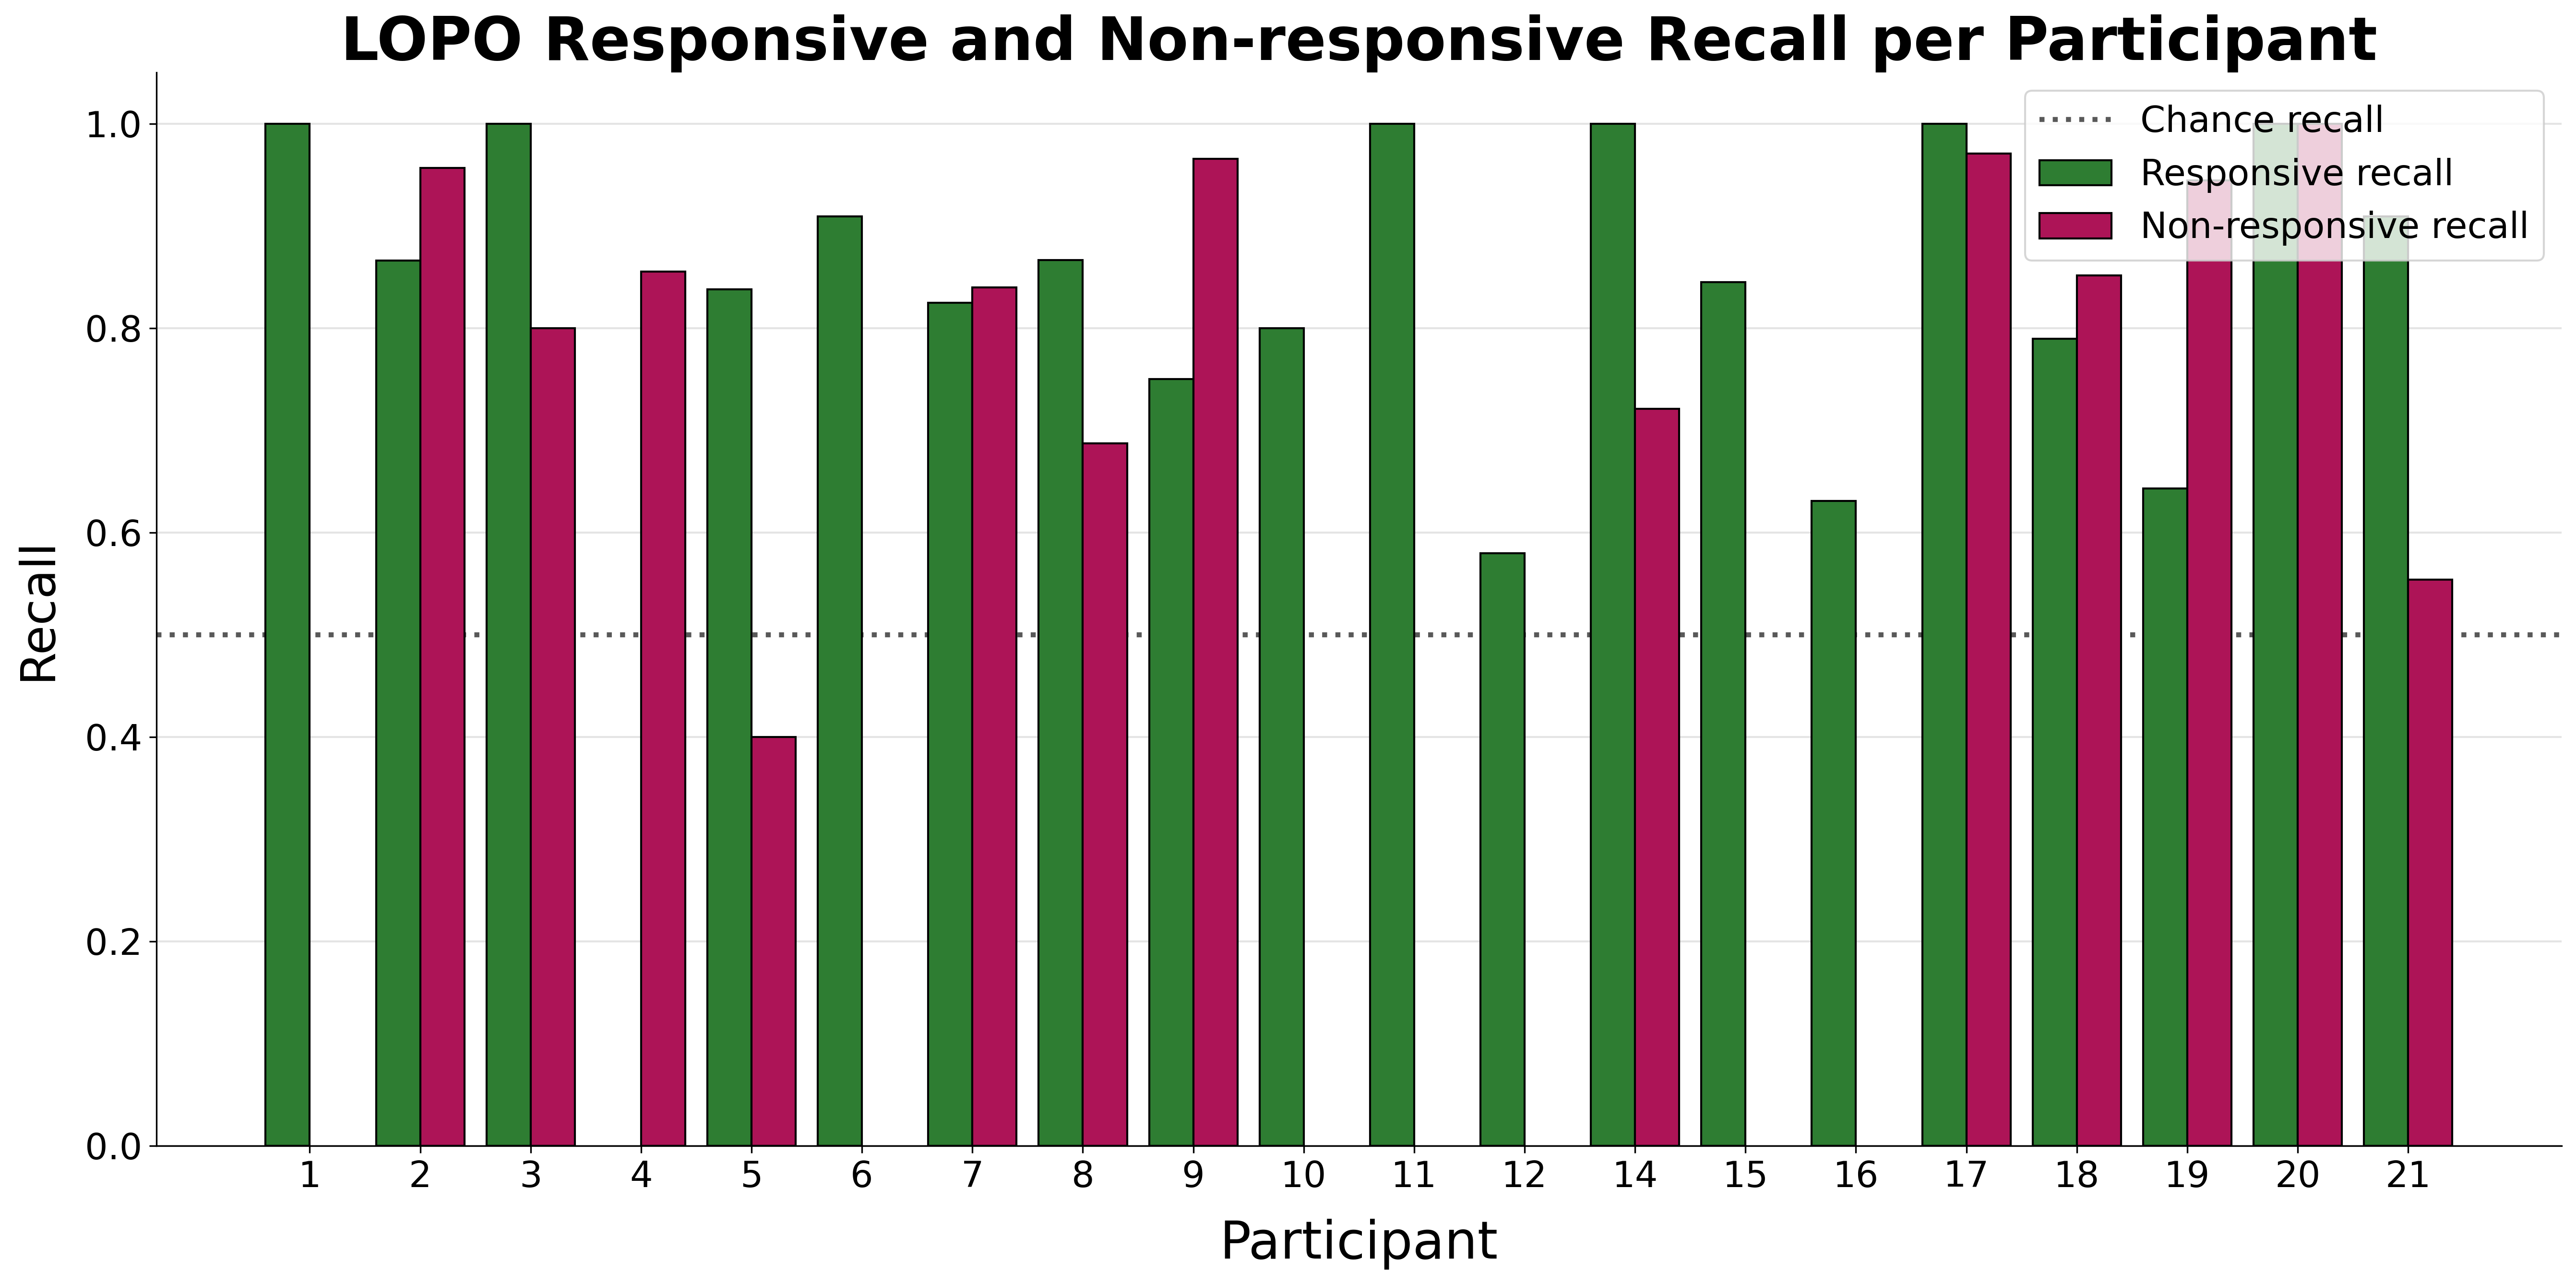 LOPO Responsive and Non-responsive Recall per Participant
Chance recall
Responsive recall
Non-responsive recall
Recall
1.0
0.8
0.6
0.4
0.2
0.0
1 2 3 4 5 6 7 8 9 10 11 12 14 15 16 17 18 19 20 21
Participant